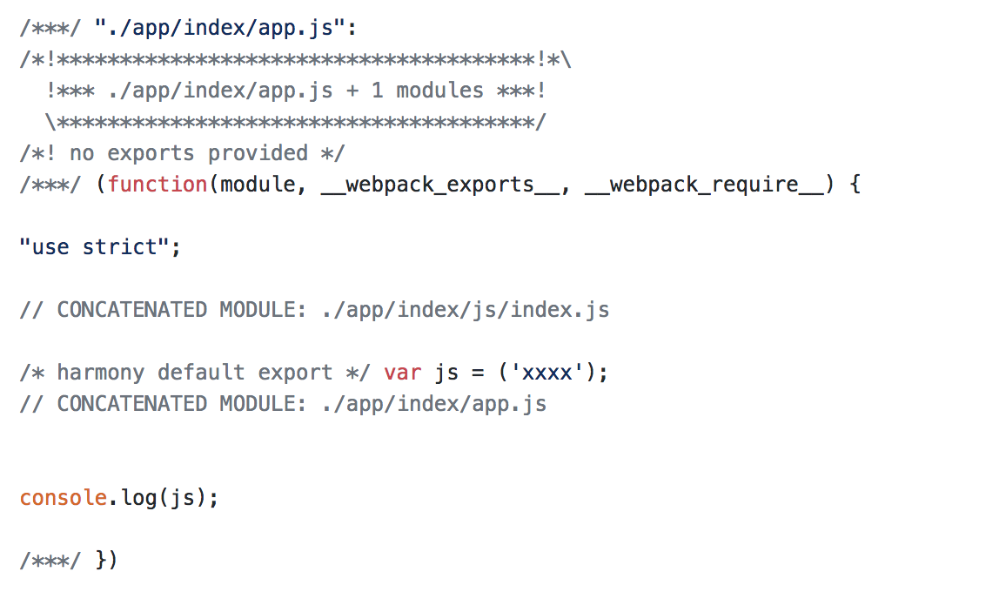 /***/ "./app/index/app.js":
/*!**************************************!*\
  !*** ./app/index/app.js + 1 modules ***!
  \**************************************/
/*! no exports provided */
/***/ (function(module, __webpack_exports__, __webpack_require__) {
"use strict";
// CONCATENATED MODULE: ./app/index/js/index.js
/* harmony default export */ var js = ('xxxx');
// CONCATENATED MODULE: ./app/index/app.js
console.log(js);
/***/ })